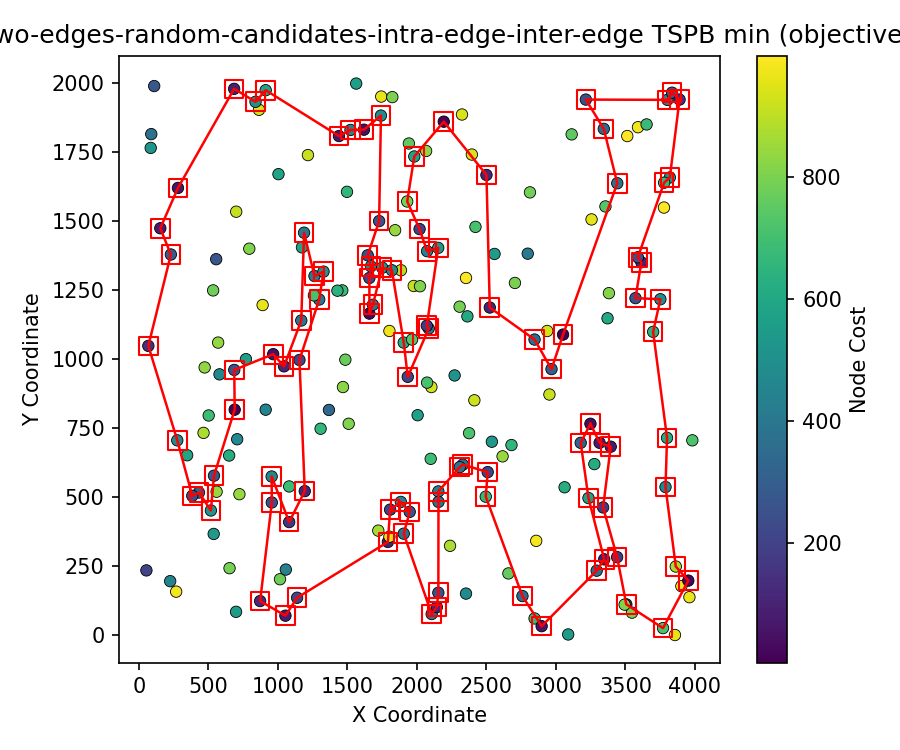 wo-edges-random-candidates-intra-edge-inter-edge TSPB min (objective
2000
1750
1500
1250
1000
750
500
250
0
Y Coordinate
0 500 1000 1500 2000 2500 3000 3500 4000
X Coordinate
800
600
400
200
Node Cost